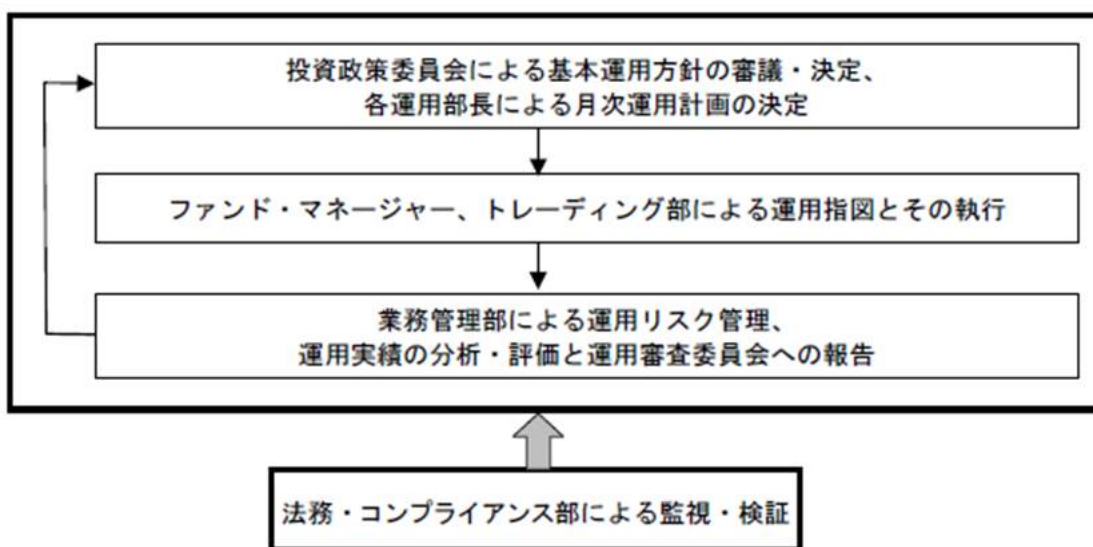 投資政策委員会による基本運用方針の審議・決定、
各運用部長による月次運用計画の決定
ファンド・マネージャー、トレーディング部による運用指図とその執行
業務管理部による運用リスク管理、
運用実績の分析・評価と運用審査委員会への報告
法務・コンプライアンス部による監視・検証